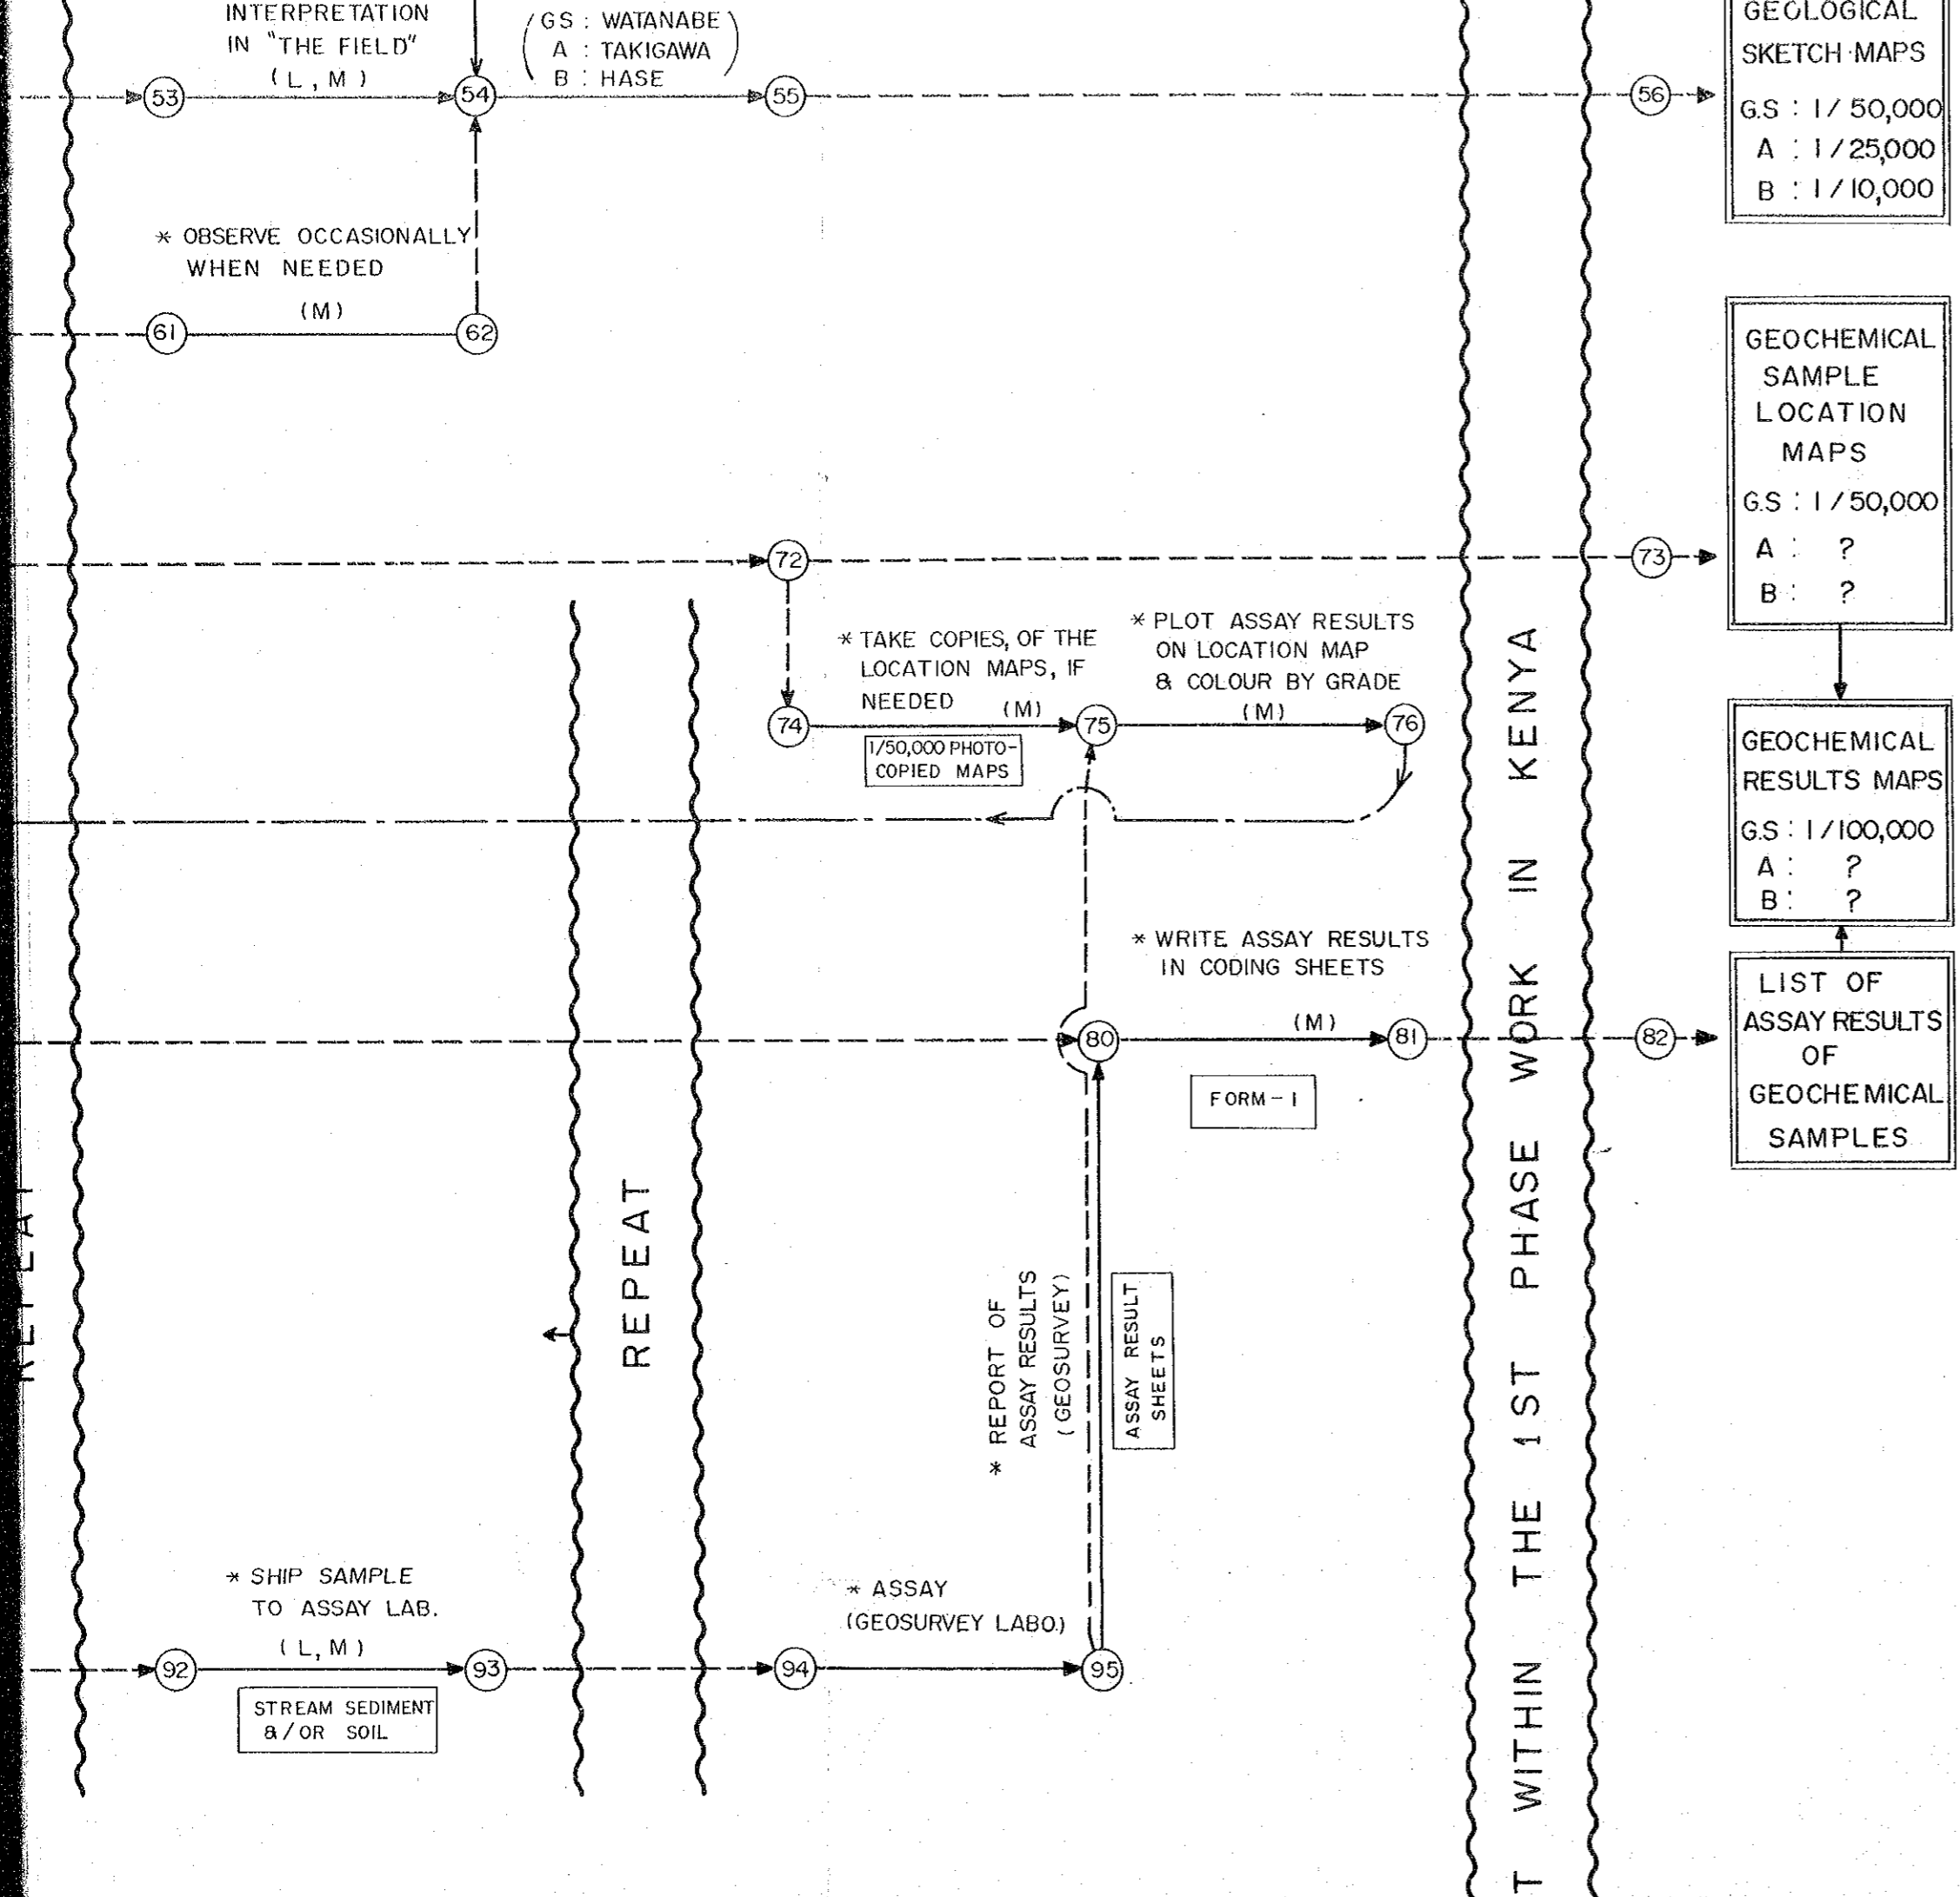 INTERPRETATION
IN "THE FIELD"
( L , M )
GS : WATANABE
A : TAKIGAWA
B : HASE
53
54
55
56
GEOLOGICAL
SKETCH MAPS
G.S : 1 / 50,000
A : 1 / 25,000
B : 1 / 10,000
* OBSERVE OCCASIONALLY
WHEN NEEDED
(M)
61
62
GEOCHEMICAL
SAMPLE
LOCATION
MAPS
G.S : 1 / 50,000
A : ?
B : ?
72
73
* TAKE COPIES, OF THE
LOCATION MAPS, IF
NEEDED (M)
* PLOT ASSAY RESULTS
ON LOCATION MAP
& COLOUR BY GRADE
(M)
74
75
76
1/50,000 PHOTO-
COPIED MAPS
GEOCHEMICAL
RESULTS MAPS
G.S : 1 / 100,000
A : ?
B : ?
* WRITE ASSAY RESULTS
IN CODING SHEETS
(M)
80
81
82
FORM - 1
LIST OF
ASSAY RESULTS
OF
GEOCHEMICAL
SAMPLES
REPEAT
* REPORT OF
ASSAY RESULTS
(GEOSURVEY)
ASSAY RESULT
SHEETS
WITHIN THE 1ST PHASE WORK IN KENYA
* SHIP SAMPLE
TO ASSAY LAB.
( L, M )
92
93
STREAM SEDIMENT
& / OR SOIL
* ASSAY
(GEOSURVEY LABO.)
94
95